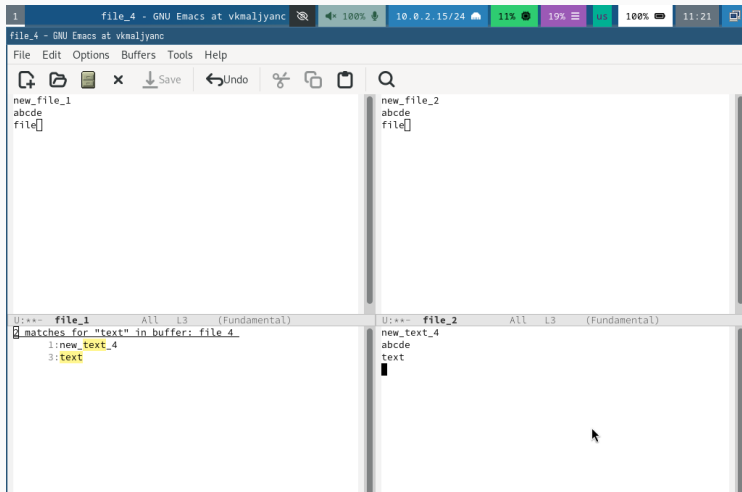 1 file_4 - GNU Emacs at vkmaljyanc 100% 10.0.2.15/24 11% 19% us 100% 11:21
file_4 - GNU Emacs at vkmaljyanc
File Edit Options Buffers Tools Help
Save Undo
new_file_1
abcde
file
new_file_2
abcde
file
U:**- file_1 All L3 (Fundamental)
U:**- file_2 All L3 (Fundamental)
2 matches for "text" in buffer: file_4
1:new_text_4
3:text
new_text_4
abcde
text